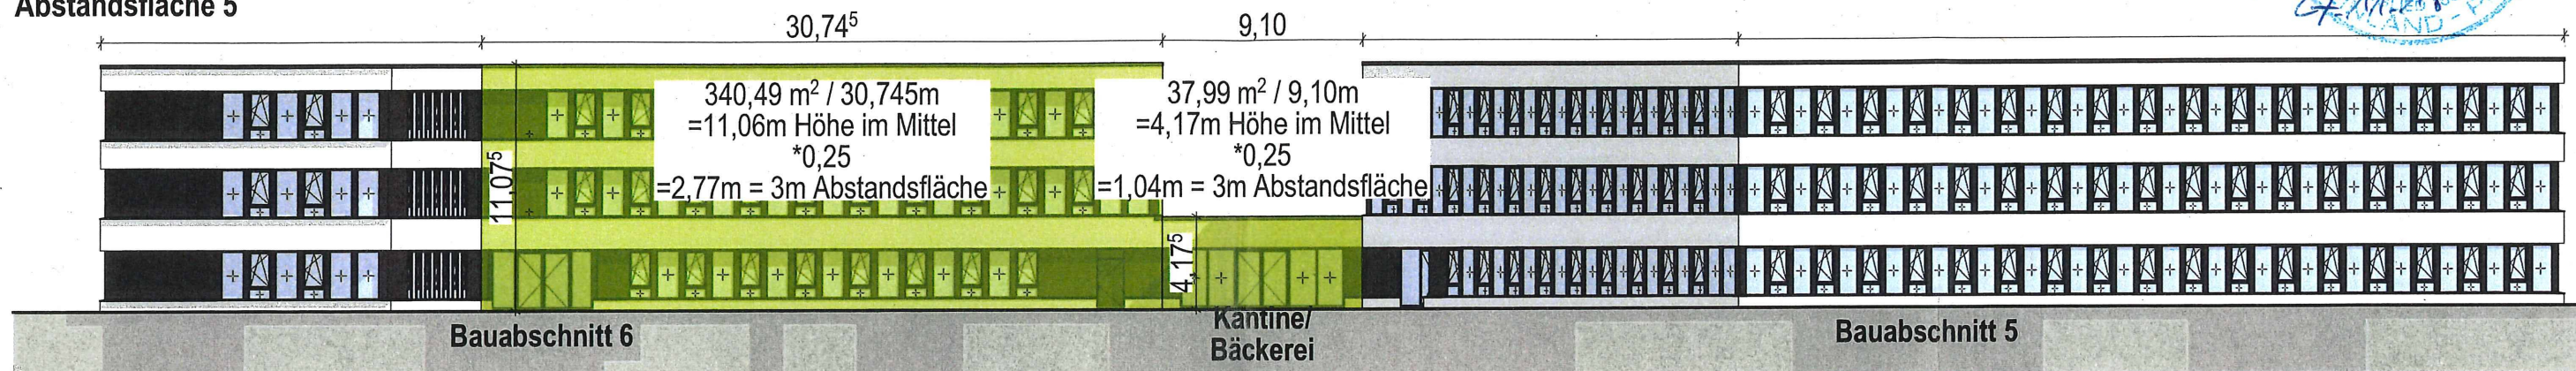 Abstandsfläche 5
30,74⁵
9,10
340,49 m² / 30,745m
=11,06m Höhe im Mittel
*0,25
=2,77m = 3m Abstandsfläche
37,99 m² / 9,10m
=4,17m Höhe im Mittel
*0,25
=1,04m = 3m Abstandsfläche
11,07⁵
4,17⁵
Bauabschnitt 6
Kantine/
Bäckerei
Bauabschnitt 5